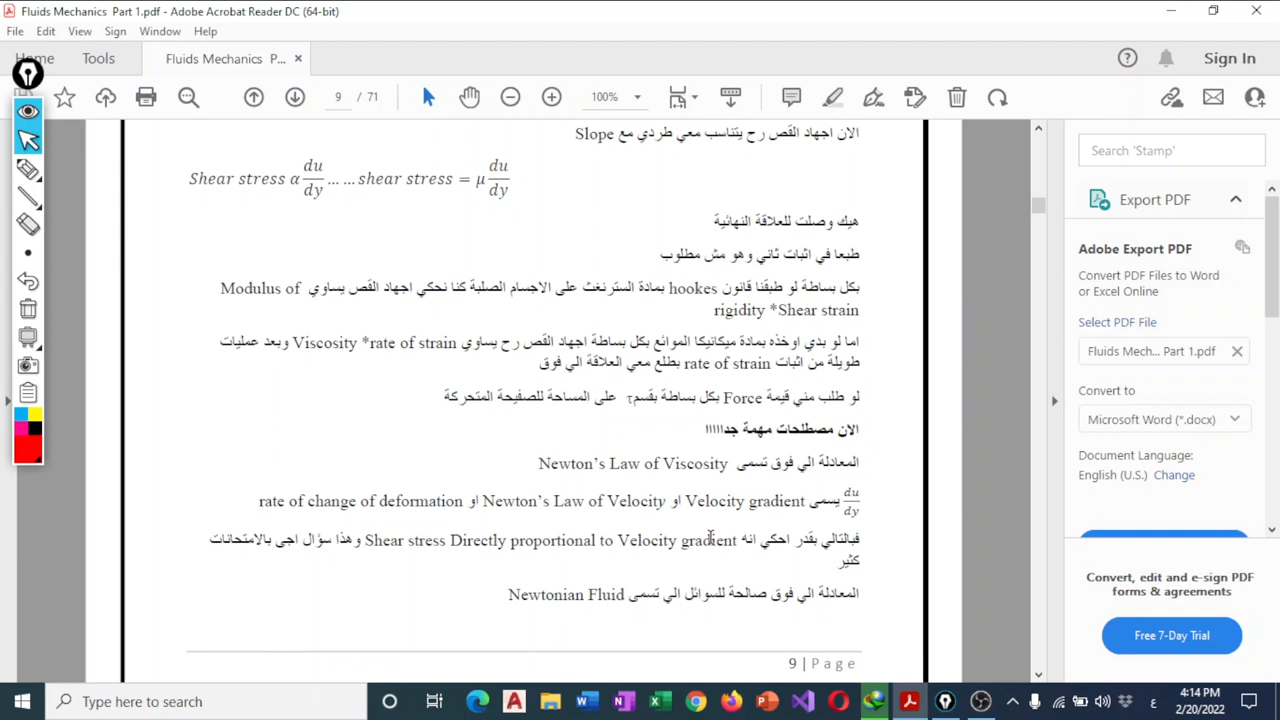 Fluids Mechanics Part 1.pdf - Adobe Acrobat Reader DC (64-bit)
File Edit View Sign Window Help
Home Tools Fluids Mechanics P... ×
Sign In
9 / 71
100%
الان اجهاد القص رح يتناسب معي طردي مع Slope
Shear stress α du/dy … … shear stress = μ du/dy
هيك وصلت للعلاقة النهائية
طبعا في اثبات ثاني وهو مش مطلوب
بكل بساطة لو طبقنا قانون hookes بمادة السترنغث على الاجسام الصلبة كنا نحكي اجهاد القص يساوي Modulus of
rigidity *Shear strain
اما لو بدي اوخذه بمادة ميكانيكا الموائع بكل بساطة اجهاد القص رح يساوي Viscosity *rate of strain وبعد عمليات
طويلة من اثبات rate of strain بطلع معي العلاقة الي فوق
لو طلب مني قيمة Force بكل بساطة بقسم τ على المساحة للصفيحة المتحركة
الان مصطلحات مهمة جداااااا
المعادلة الي فوق تسمى Newton’s Law of Viscosity
du/dy يسمى Velocity gradient او Newton’s Law of Velocity او rate of change of deformation
فبالتالي بقدر احكي انه Shear stress Directly proportional to Velocity gradient وهذا سؤال اجى بالامتحانات
كثير
المعادلة الي فوق صالحة للسوائل الي تسمى Newtonian Fluid
9 | Page
Search 'Stamp'
Export PDF
Adobe Export PDF
Convert PDF Files to Word
or Excel Online
Select PDF File
Fluids Mech... Part 1.pdf ×
Convert to
Microsoft Word (*.docx)
Document Language:
English (U.S.) Change
Convert, edit and e-sign PDF
forms & agreements
Free 7-Day Trial
Type here to search
ع
4:14 PM
2/20/2022